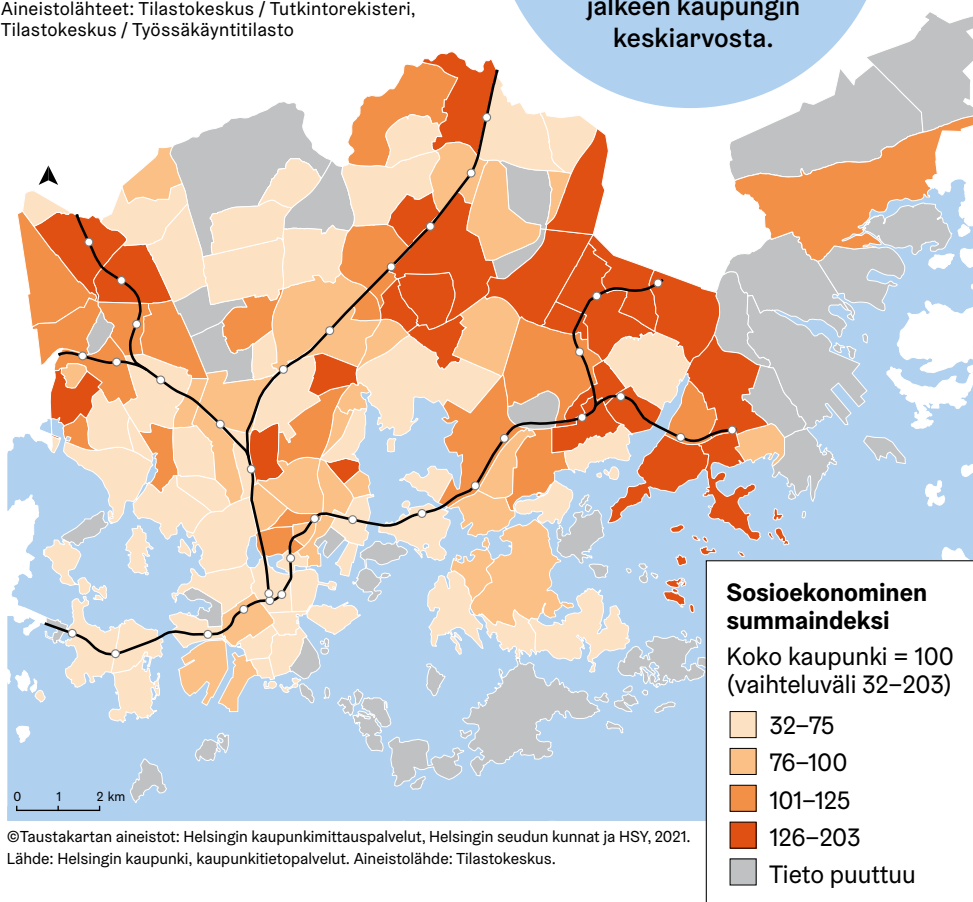 Aineistolähteet: Tilastokeskus / Tutkintorekisteri,
Tilastokeskus / Työssäkäyntitilasto
jälkeen kaupungin
keskiarvosta.
Sosioekonominen
summaindeksi
Koko kaupunki = 100
(vaihteluväli 32–203)
32–75
76–100
101–125
126–203
Tieto puuttuu
0 1 2 km
©Taustakartan aineistot: Helsingin kaupunkimittauspalvelut, Helsingin seudun kunnat ja HSY, 2021.
Lähde: Helsingin kaupunki, kaupunkitietopalvelut. Aineistolähde: Tilastokeskus.